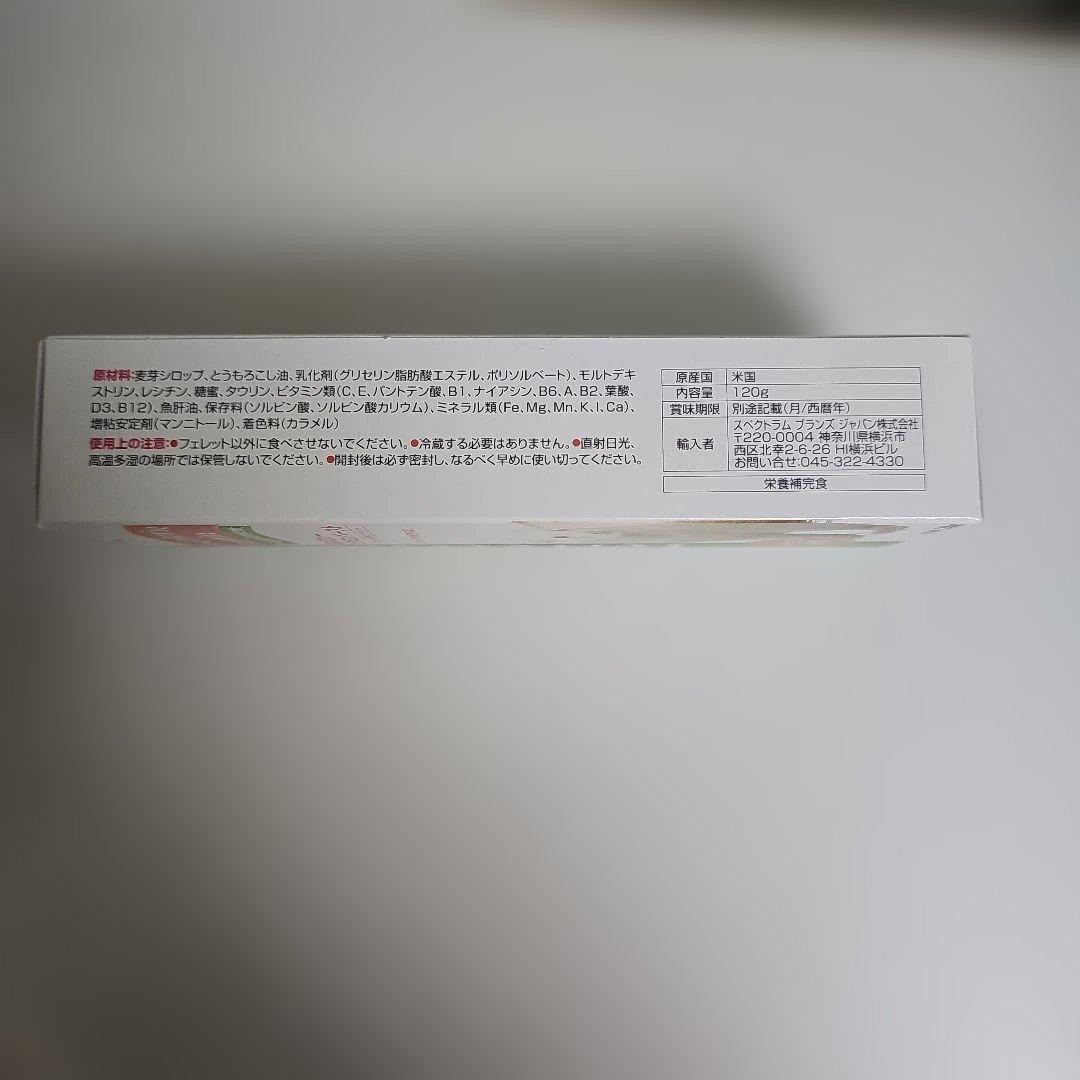 原材料:麦芽シロップ、とうもろこし油、乳化剤(グリセリン脂肪酸エステル、ポリソルベート)、モルトデキ
ストリン、レシチン、糖蜜、タウリン、ビタミン類(C、E、パントテン酸、B1、ナイアシン、B6、A、B2、葉酸
、D3、B12)、魚肝油、保存料(ソルビン酸、ソルビン酸カリウム)、ミネラル類(Fe、Mg、Mn、K、I、Ca)、
増粘安定剤(マンニトール)、着色料(カラメル)
使用上の注意:●フェレット以外に食べさせないでください。●冷蔵する必要はありません。●直射日光、
高温多湿の場所では保管しないでください。●開封後は必ず密封し、なるべく早めに使い切ってください。
原産国 米国
内容量 120g
賞味期限 別途記載(月/西暦年)
輸入者 スペクトラム ブランズ ジャパン株式会社
〒220-0004 神奈川県横浜市
西区北幸2-6-26 HI横浜ビル
お問い合せ:045-322-4330
栄養補完食